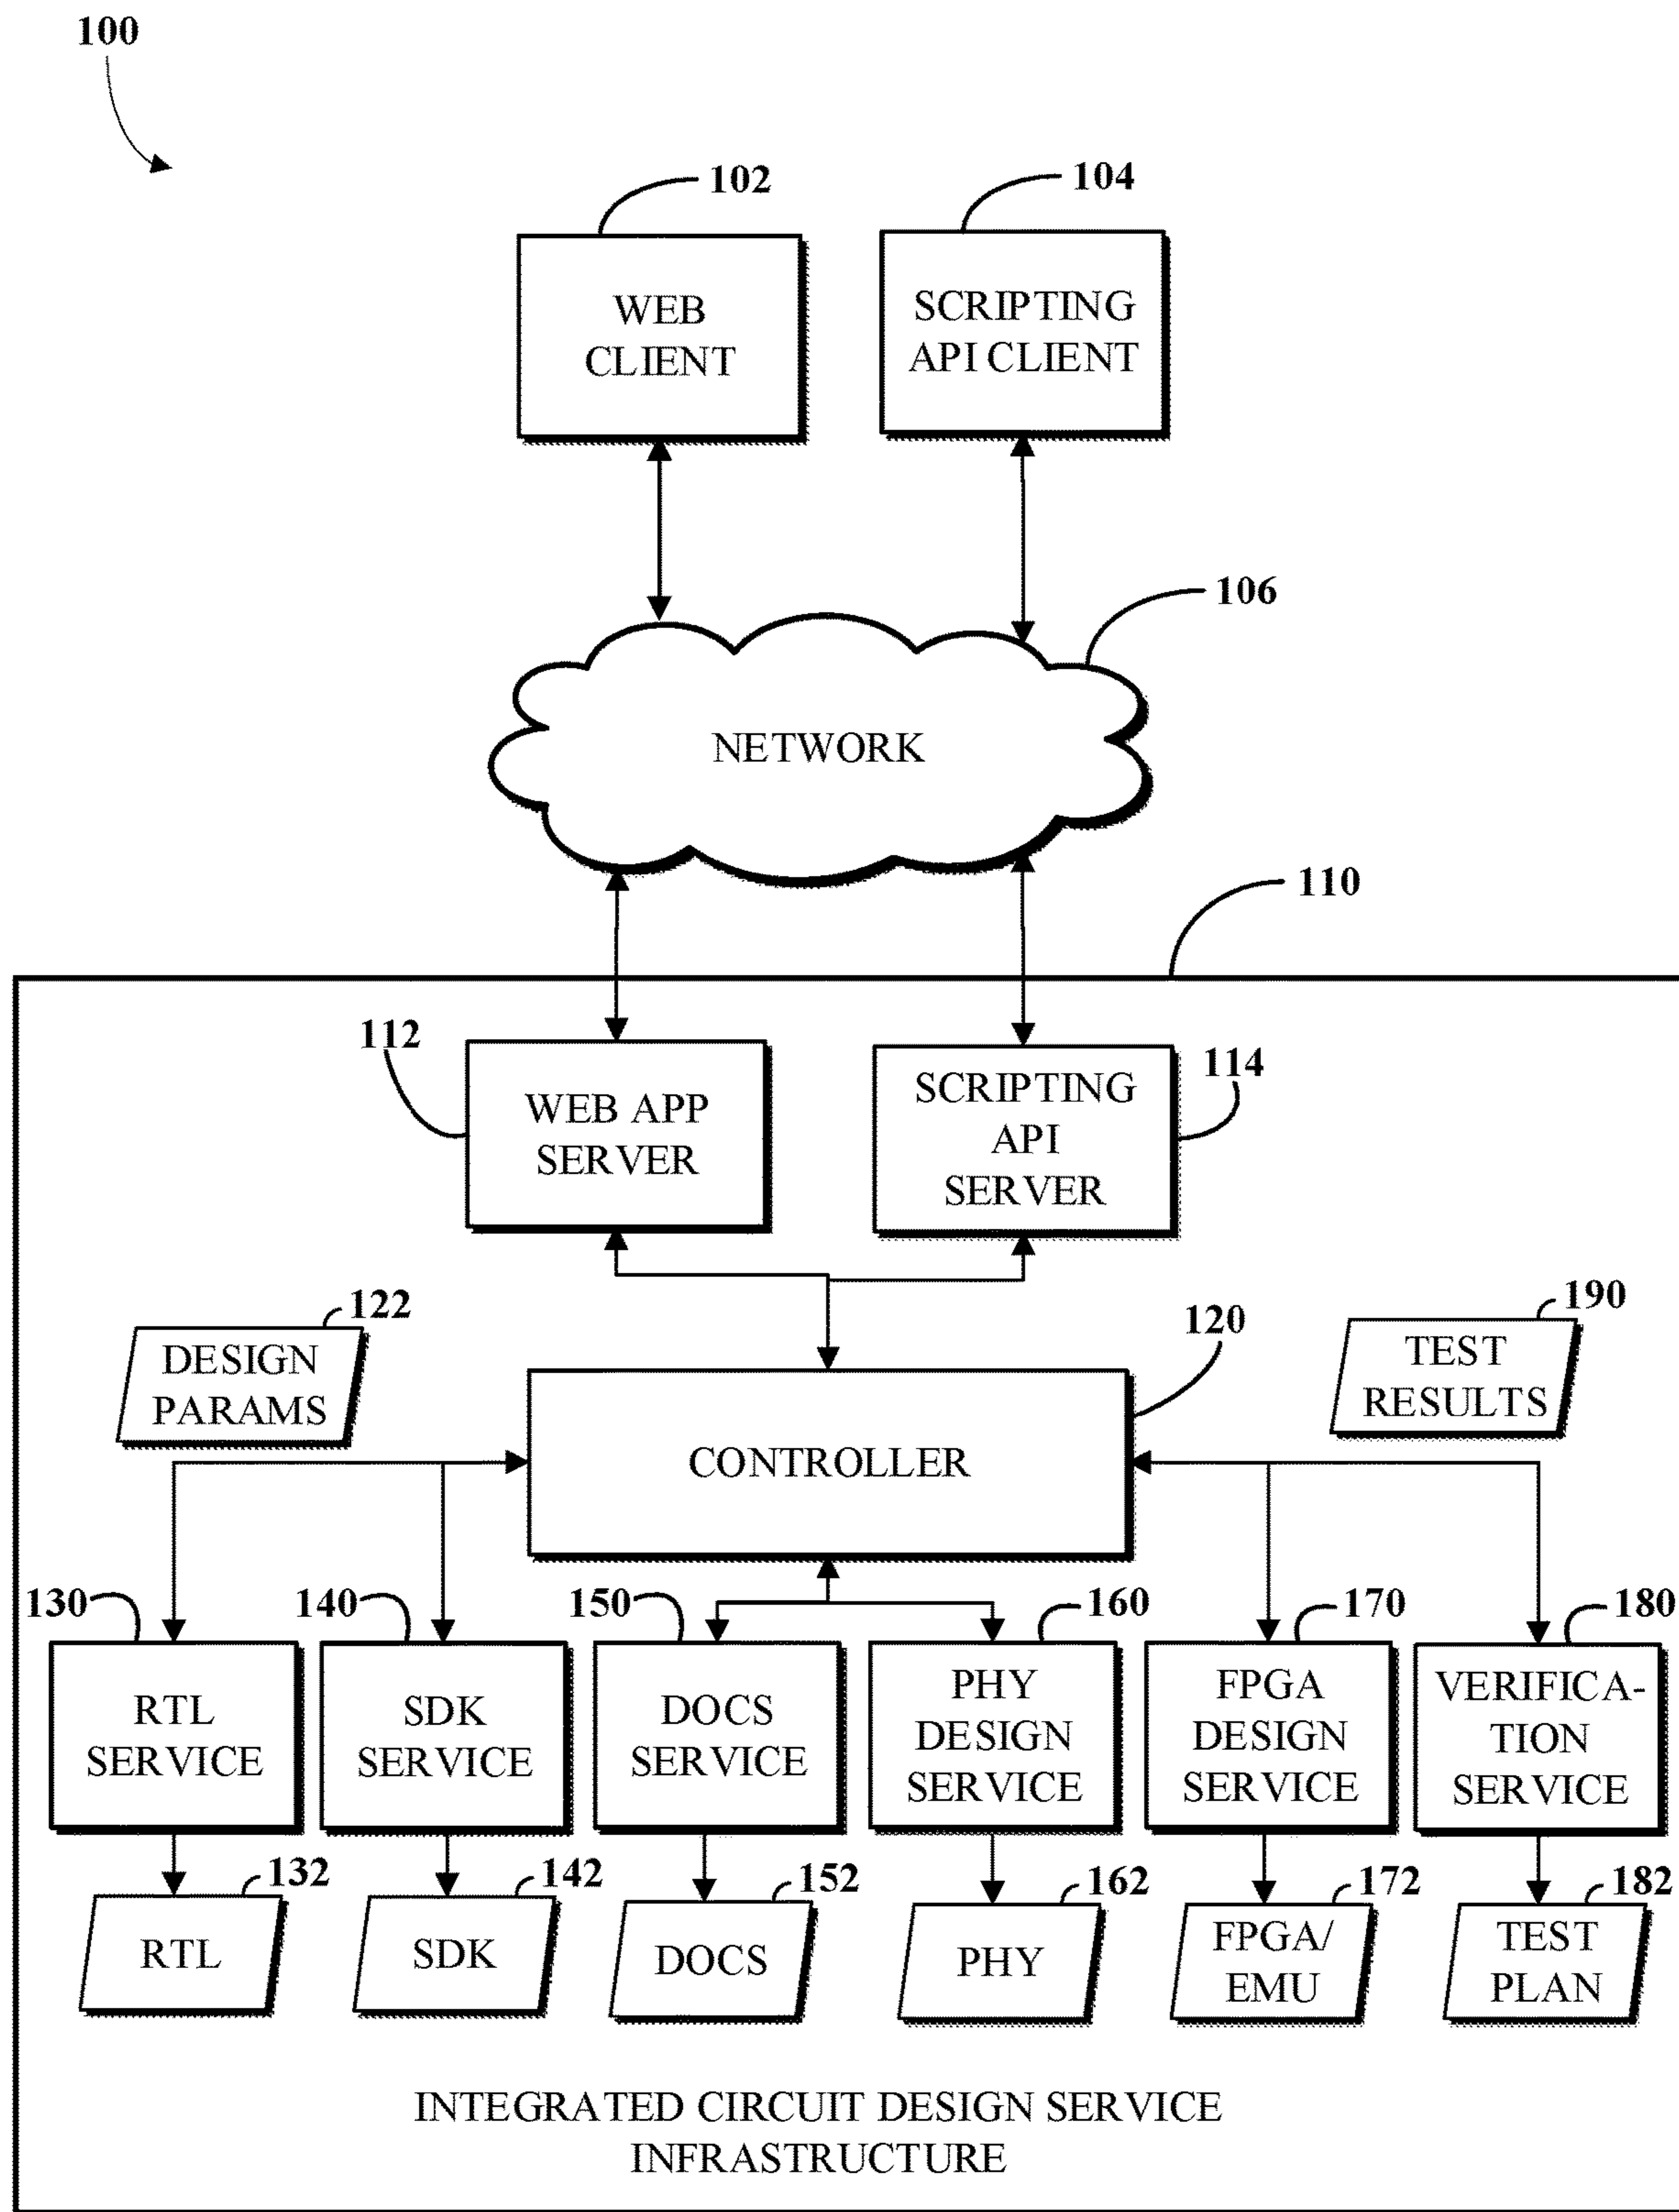 100
102
104
WEB
CLIENT
SCRIPTING
API CLIENT
106
NETWORK
110
112
WEB APP
SERVER
114
SCRIPTING
API
SERVER
122
DESIGN
PARAMS
120
CONTROLLER
190
TEST
RESULTS
130
RTL
SERVICE
140
SDK
SERVICE
150
DOCS
SERVICE
160
PHY
DESIGN
SERVICE
170
FPGA
DESIGN
SERVICE
180
VERIFICA-
TION
SERVICE
132
RTL
142
SDK
152
DOCS
162
PHY
172
FPGA/
EMU
182
TEST
PLAN
INTEGRATED CIRCUIT DESIGN SERVICE
INFRASTRUCTURE